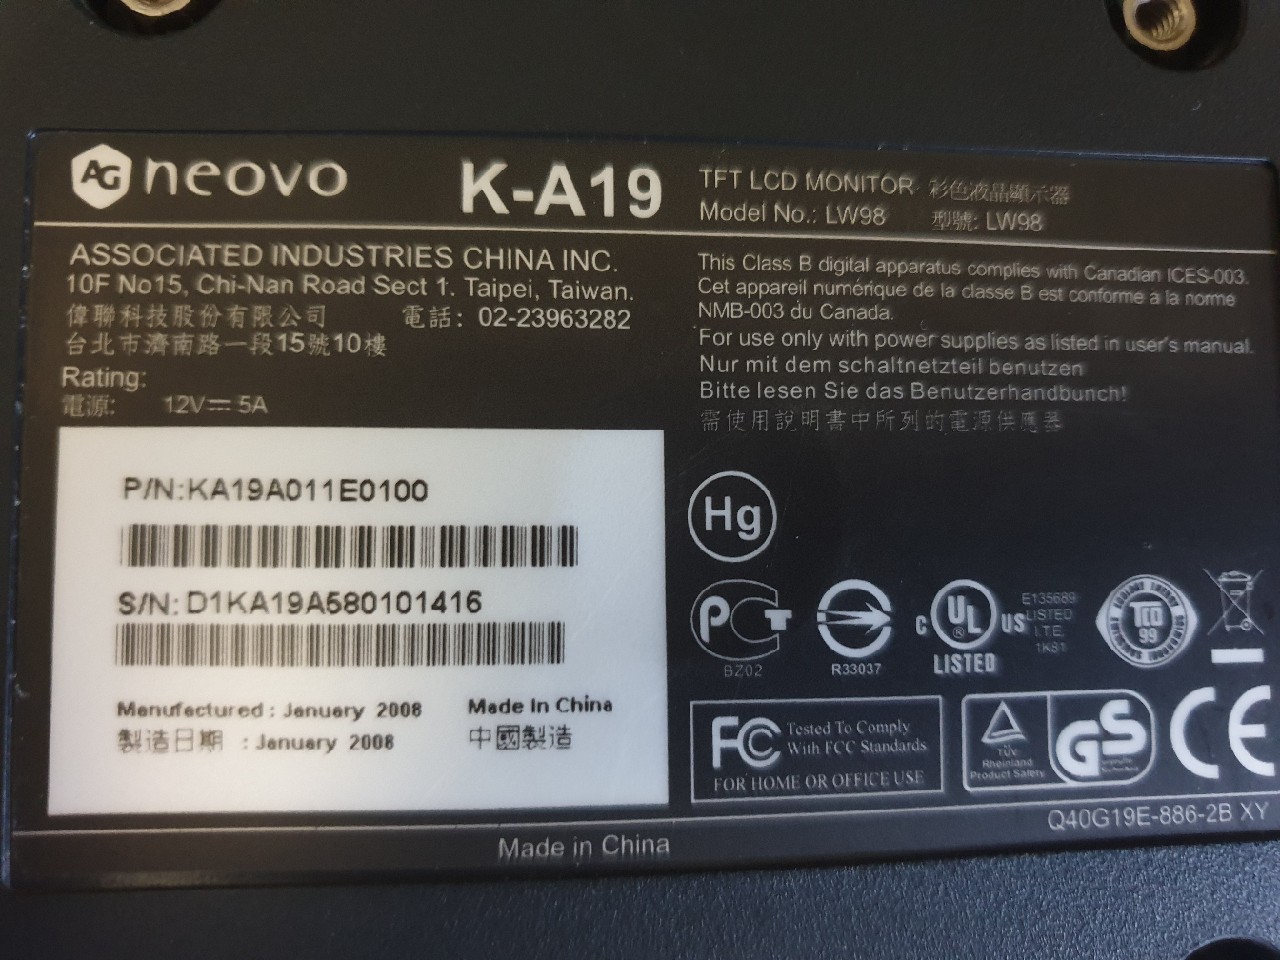 AG neovo
K-A19
TFT LCD MONITOR 彩色液晶顯示器
Model No.: LW98 型號: LW98
ASSOCIATED INDUSTRIES CHINA INC.
10F No15, Chi-Nan Road Sect 1. Taipei, Taiwan.
偉聯科技股份有限公司 電話: 02-23963282
台北市濟南路一段15號10樓
Rating:
電源: 12V⎓ 5A
This Class B digital apparatus complies with Canadian ICES-003.
Cet appareil numérique de la classe B est conforme à la norme
NMB-003 du Canada.
For use only with power supplies as listed in user's manual.
Nur mit dem schaltnetzteil benutzen
Bitte lesen Sie das Benutzerhandbunch!
需使用說明書中所列的電源供應器
P/N:KA19A011E0100
S/N: D1KA19A580101416
Manufactured : January 2008 Made In China
製造日期 : January 2008 中國製造
Hg
PCT
BZ02
R33037
C UL ® US
LISTED
E135689
LISTED
I.T.E.
1K81
TCO
99
FC Tested To Comply
With FCC Standards
FOR HOME OR OFFICE USE
TÜV
Rheinland
Product Safety
GS
CE
Q40G19E-886-2B XY
Made in China